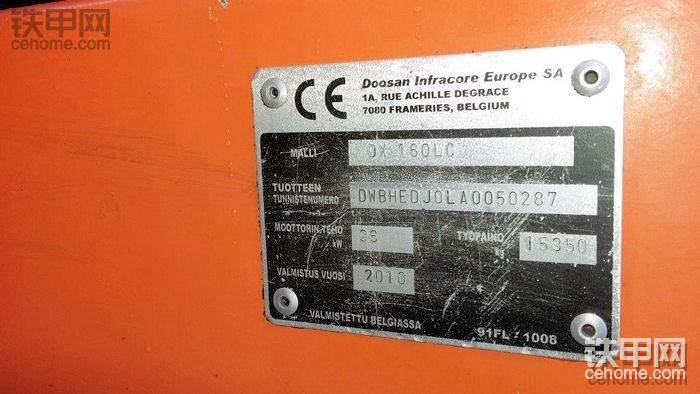 铁甲网
cehome.com
CE
Doosan Infracore Europe SA
1A, RUE ACHILLE DEGRACE
7080 FRAMERIES, BELGIUM
MALLI DX 160LC
TUOTTEEN
TUNNISTENUMERO DWBHEDJ0LA0050287
MOOTTORIN TEHO
kW
TYÖPAINO
kg 15350
VALMISTUS VUOSI 2010
VALMISTETTU BELGIASSA 91FL - 1008
铁甲网
cehome.com